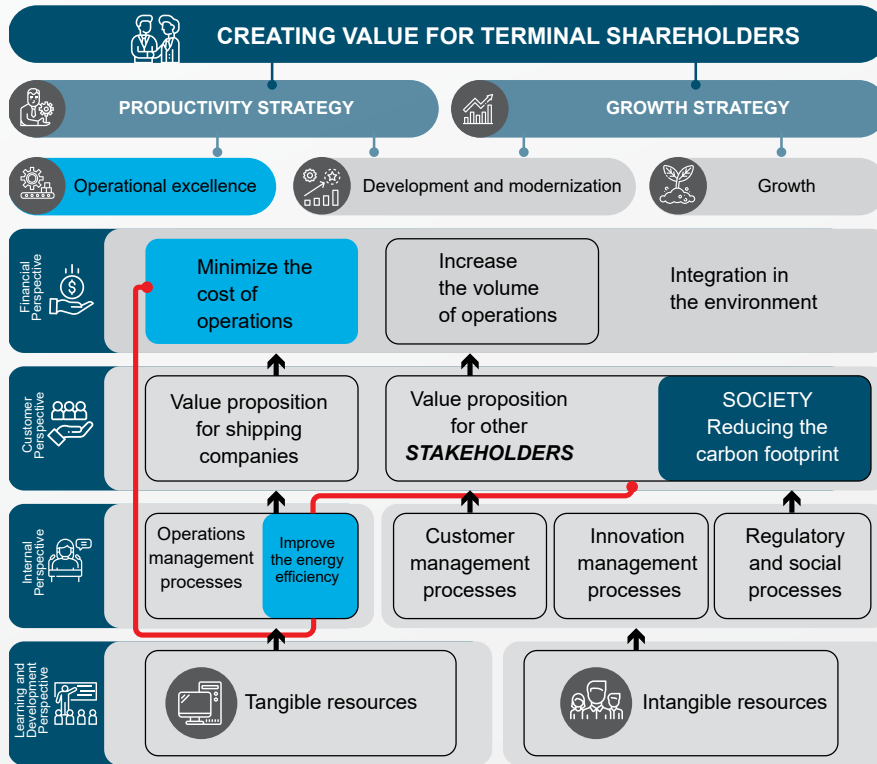 CREATING VALUE FOR TERMINAL SHAREHOLDERS
PRODUCTIVITY STRATEGY
GROWTH STRATEGY
Operational excellence
Development and modernization
Growth
Financial
Perspective
Minimize the
cost of
operations
Increase
the volume
of operations
Integration in
the environment
Customer
Perspective
Value proposition
for shipping
companies
Value proposition
for other
STAKEHOLDERS
SOCIETY
Reducing the
carbon footprint
Internal
Perspective
Operations
management
processes
Improve
the energy
efficiency
Customer
management
processes
Innovation
management
processes
Regulatory
and social
processes
Learning and
Development
Perspective
Tangible resources
Intangible resources